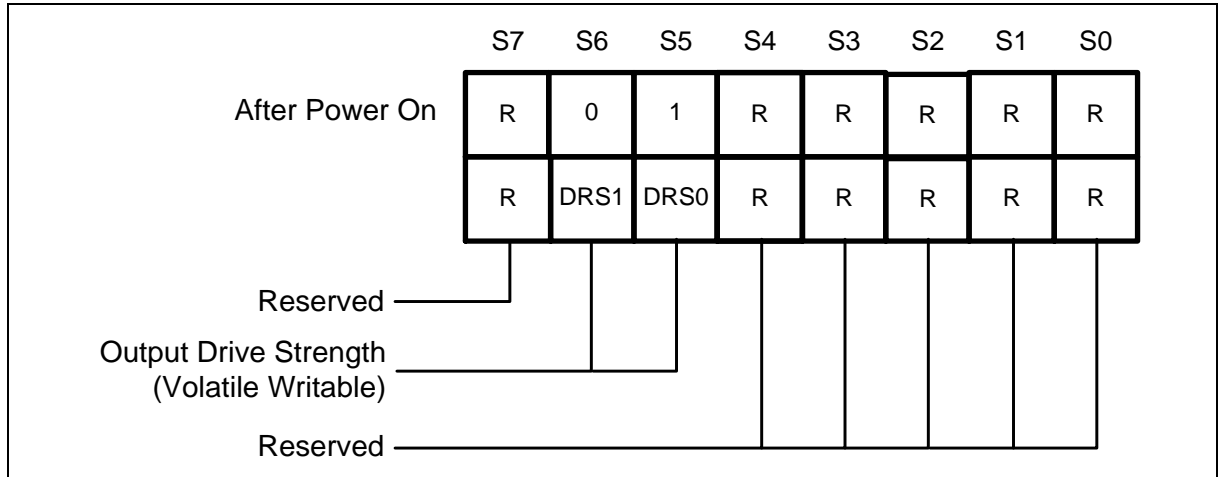 S7 S6 S5 S4 S3 S2 S1 S0
After Power On R 0 1 R R R R R
R DRS1 DRS0 R R R R R
Reserved
Output Drive Strength
(Volatile Writable)
Reserved